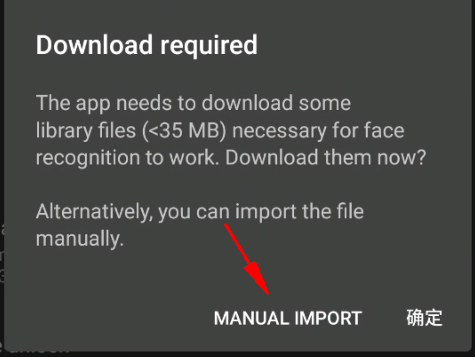 Download required
The app needs to download some
library files (<35 MB) necessary for face
recognition to work. Download them now?
Alternatively, you can import the file
manually.
MANUAL IMPORT 确定